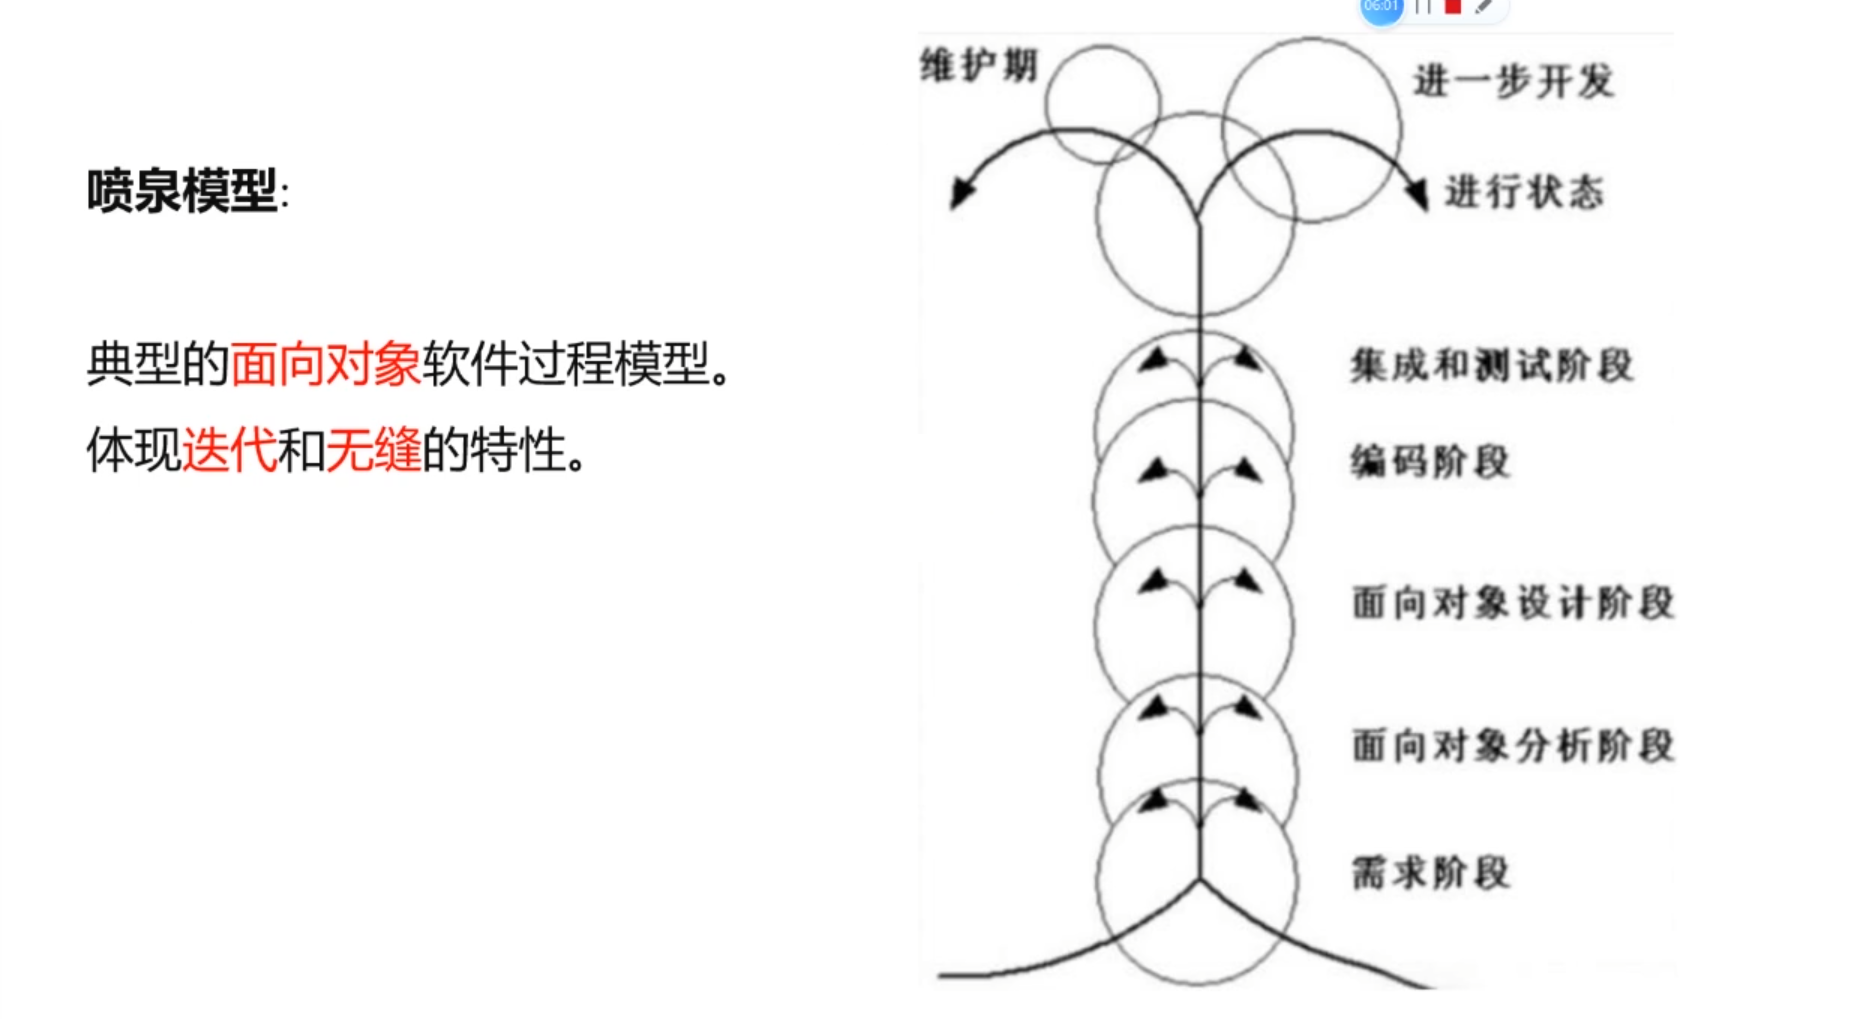 06:01
喷泉模型:
典型的面向对象软件过程模型。
体现迭代和无缝的特性。
维护期
进一步开发
进行状态
集成和测试阶段
编码阶段
面向对象设计阶段
面向对象分析阶段
需求阶段